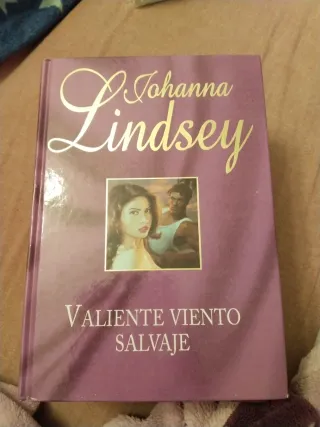 Johanna
Lindsey
VALIENTE VIENTO
SALVAJE